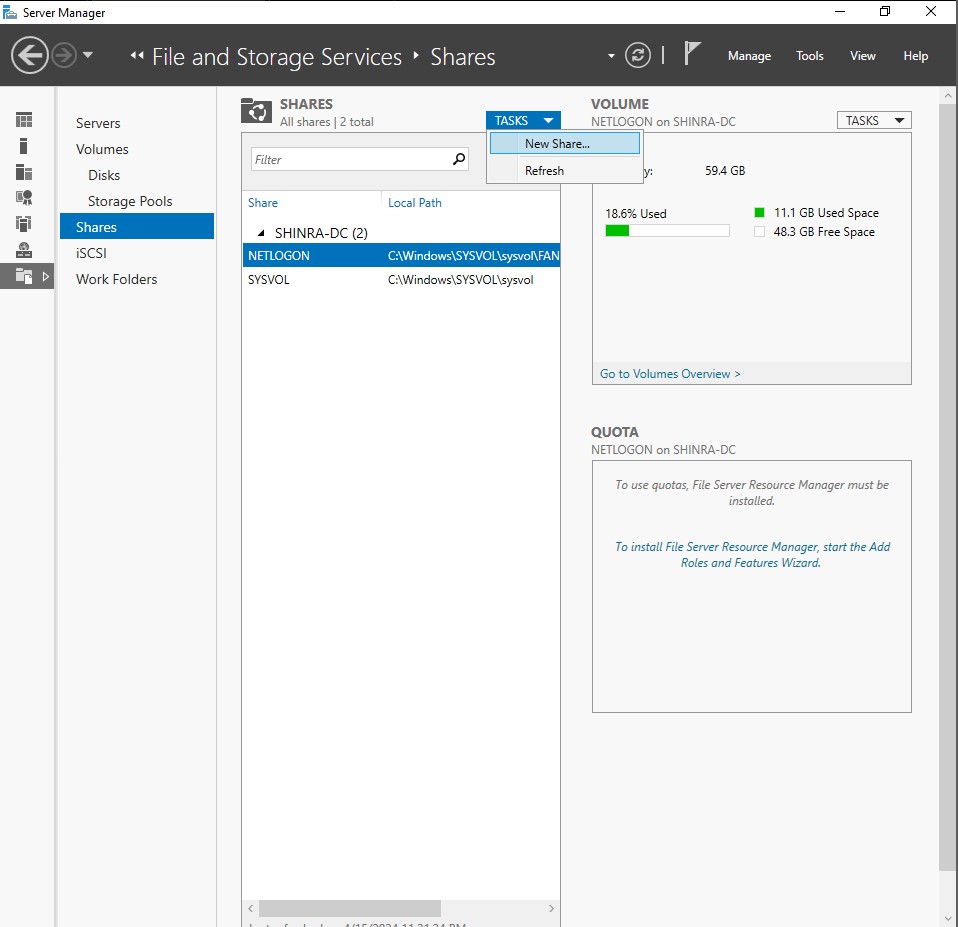 Server Manager
File and Storage Services
Shares
Manage
Tools
View
Help
Servers
Volumes
Disks
Storage Pools
Shares
iSCSI
Work Folders
SHARES
All shares | 2 total
TASKS
New Share...
Refresh
Filter
Share
Local Path
SHINRA-DC (2)
NETLOGON
C:\Windows\SYSVOL\sysvol\FAN
SYSVOL
C:\Windows\SYSVOL\sysvol
VOLUME
NETLOGON on SHINRA-DC
TASKS
59.4 GB
18.6% Used
11.1 GB Used Space
48.3 GB Free Space
Go to Volumes Overview >
QUOTA
NETLOGON on SHINRA-DC
To use quotas, File Server Resource Manager must be
installed.
To install File Server Resource Manager, start the Add
Roles and Features Wizard.